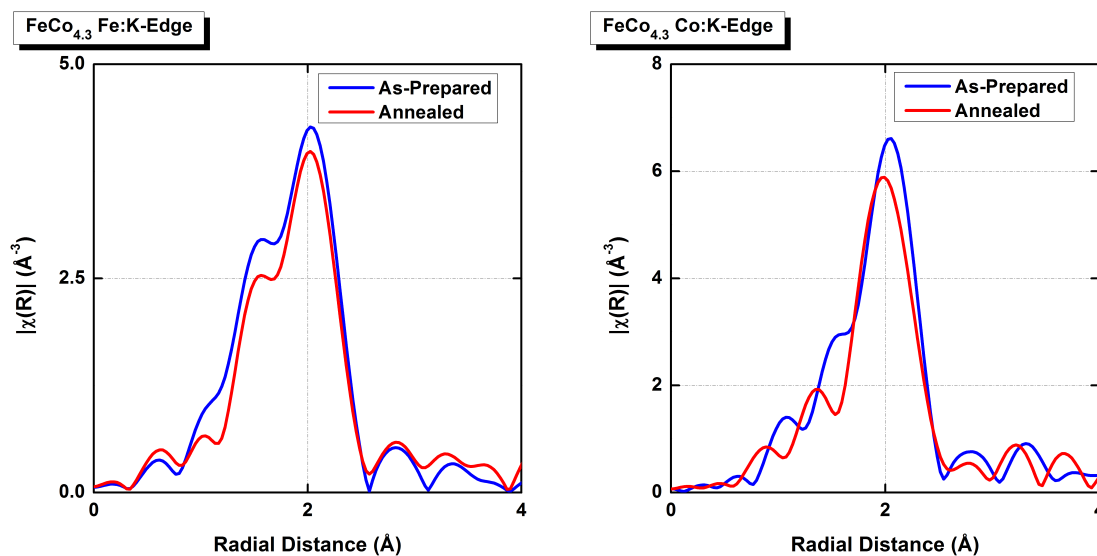 FeCo4.3 Fe:K-Edge
5.0
2.5
0.0
|χ(R)| (Å-3)
As-Prepared
Annealed
0
2
4
Radial Distance (Å)
FeCo4.3 Co:K-Edge
8
6
4
2
0
|χ(R)| (Å-3)
As-Prepared
Annealed
0
2
4
Radial Distance (Å)